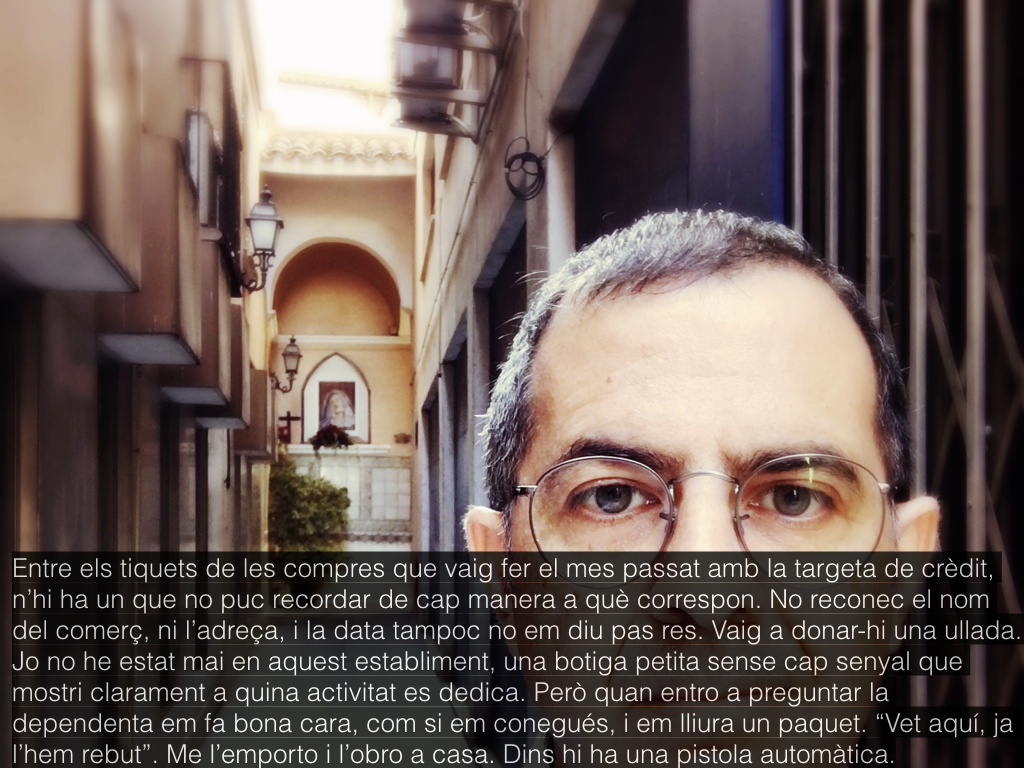 Entre els tiquets de les compres que vaig fer el mes passat amb la targeta de crèdit,
n’hi ha un que no puc recordar de cap manera a què correspon. No reconec el nom
del comerç, ni l’adreça, i la data tampoc no em diu pas res. Vaig a donar-hi una ullada.
Jo no he estat mai en aquest establiment, una botiga petita sense cap senyal que
mostri clarament a quina activitat es dedica. Però quan entro a preguntar la
dependenta em fa bona cara, com si em conegués, i em lliura un paquet. “Vet aquí, ja
l’hem rebut”. Me l’emporto i l’obro a casa. Dins hi ha una pistola automàtica.